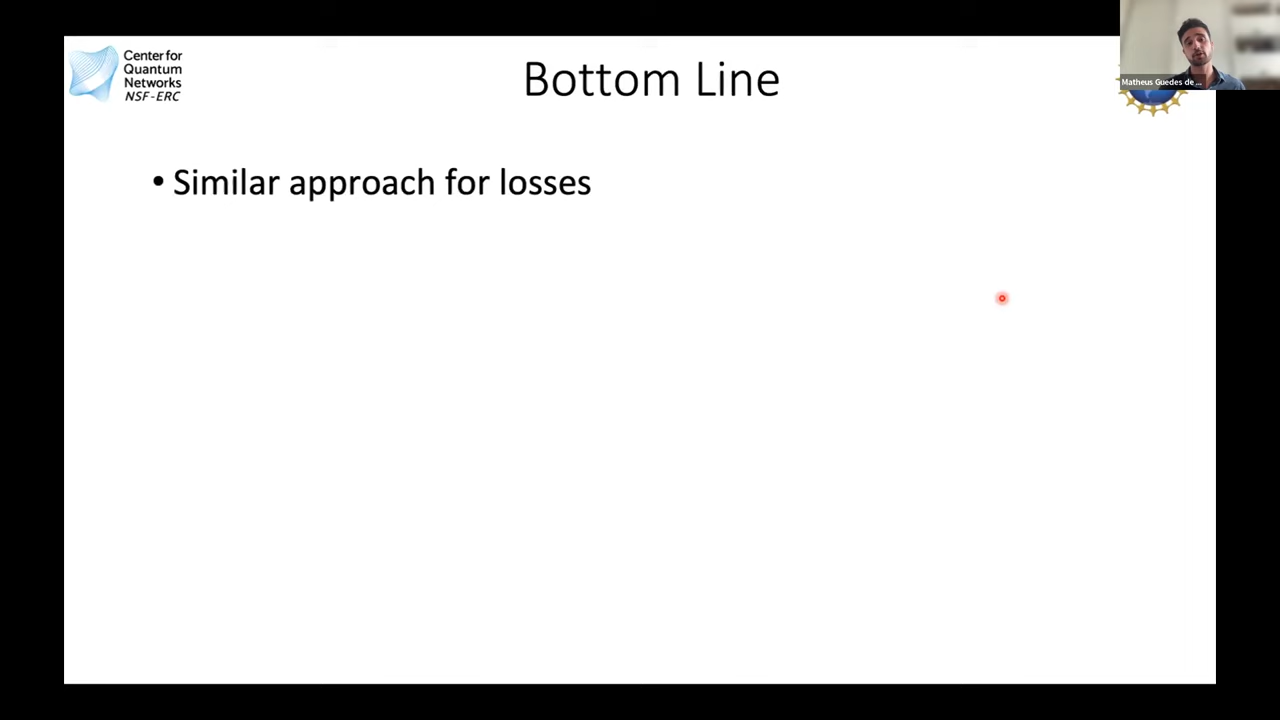 Center for
Quantum
Networks
NSF-ERC
Bottom Line
Matheus Guedes de ...
• Similar approach for losses